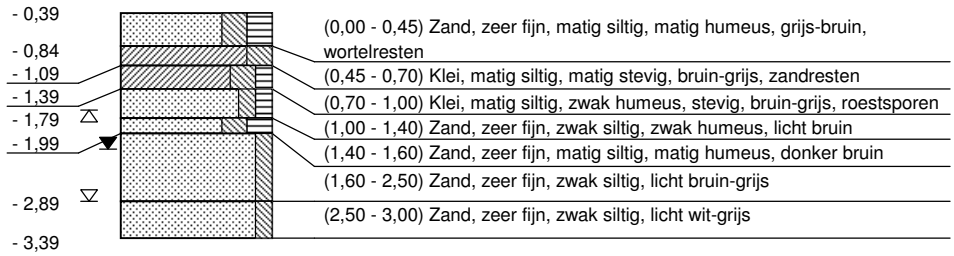 - 0,39
(0,00 - 0,45) Zand, zeer fijn, matig siltig, matig humeus, grijs-bruin,
wortelresten
- 0,84
(0,45 - 0,70) Klei, matig siltig, matig stevig, bruin-grijs, zandresten
- 1,09
(0,70 - 1,00) Klei, matig siltig, zwak humeus, stevig, bruin-grijs, roestsporen
- 1,39
(1,00 - 1,40) Zand, zeer fijn, zwak siltig, zwak humeus, licht bruin
- 1,79
(1,40 - 1,60) Zand, zeer fijn, matig siltig, matig humeus, donker bruin
- 1,99
(1,60 - 2,50) Zand, zeer fijn, zwak siltig, licht bruin-grijs
- 2,89
(2,50 - 3,00) Zand, zeer fijn, zwak siltig, licht wit-grijs
- 3,39